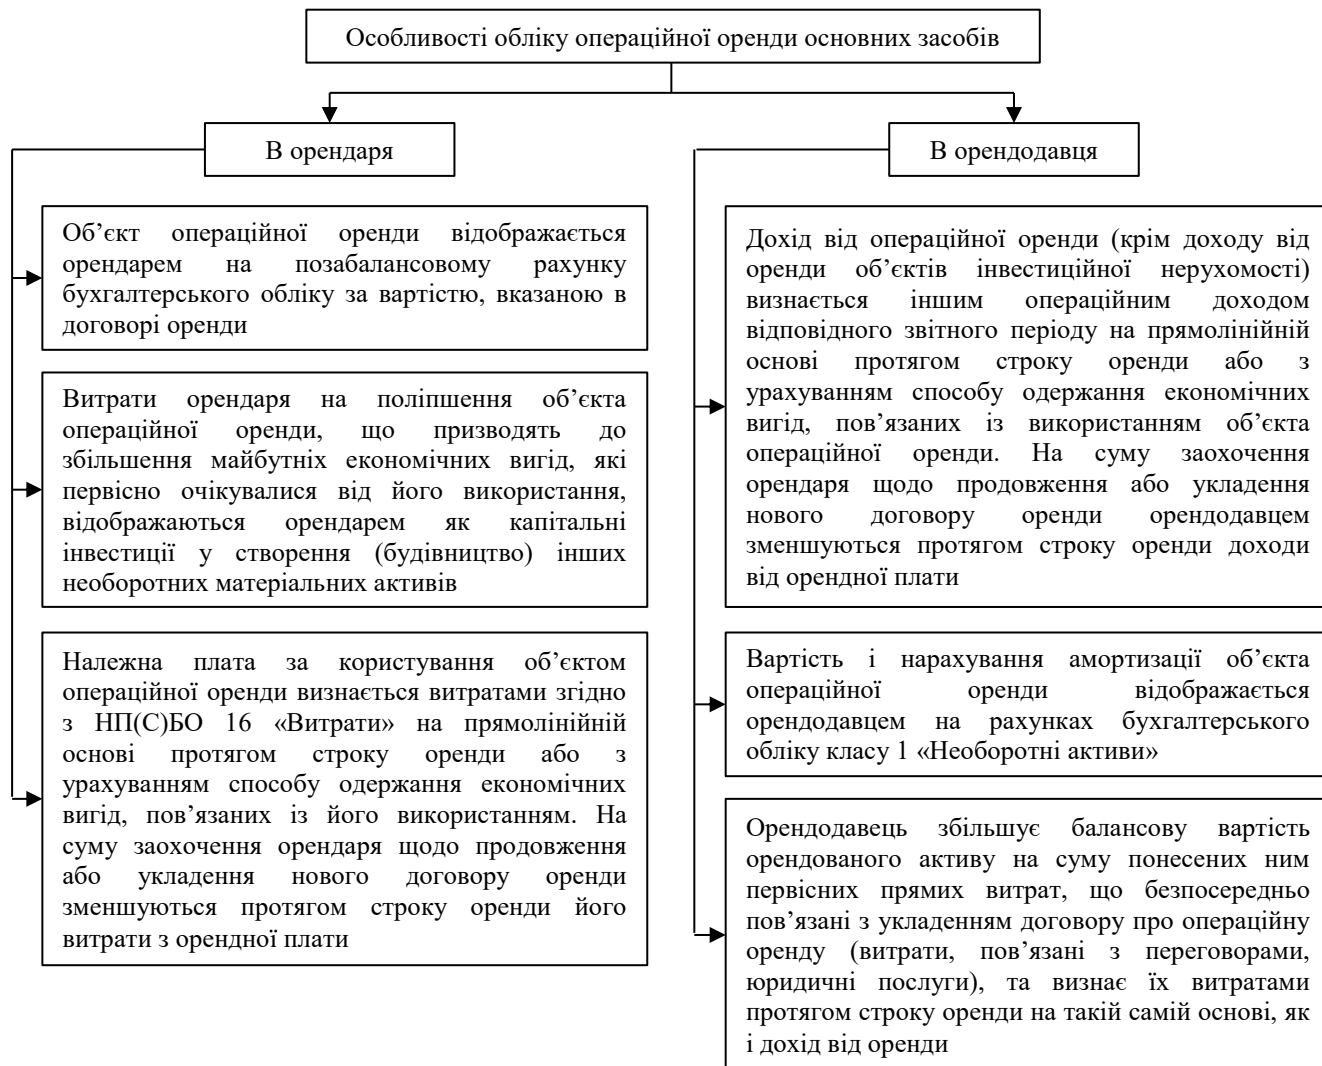 Особливості обліку операційної оренди основних засобів
В орендаря
Об’єкт операційної оренди відображається
орендарем на позабалансовому рахунку
бухгалтерського обліку за вартістю, вказаною в
договорі оренди
Витрати орендаря на поліпшення об’єкта
операційної оренди, що призводять до
збільшення майбутніх економічних вигід, які
первісно очікувалися від його використання,
відображаються орендарем як капітальні
інвестиції у створення (будівництво) інших
необоротних матеріальних активів
Належна плата за користування об’єктом
операційної оренди визнається витратами згідно
з НП(С)БО 16 «Витрати» на прямолінійній
основі протягом строку оренди або з
урахуванням способу одержання економічних
вигід, пов’язаних із його використанням. На
суму заохочення орендаря щодо продовження
або укладення нового договору оренди
зменшуються протягом строку оренди його
витрати з орендної плати
В орендодавця
Дохід від операційної оренди (крім доходу від
оренди об’єктів інвестиційної нерухомості)
визнається іншим операційним доходом
відповідного звітного періоду на прямолінійній
основі протягом строку оренди або з
урахуванням способу одержання економічних
вигід, пов’язаних із використанням об’єкта
операційної оренди. На суму заохочення
орендаря щодо продовження або укладення
нового договору оренди орендодавцем
зменшуються протягом строку оренди доходи
від орендної плати
Вартість і нарахування амортизації об’єкта
операційної оренди відображається
орендодавцем на рахунках бухгалтерського
обліку класу 1 «Необоротні активи»
Орендодавець збільшує балансову вартість
орендованого активу на суму понесених ним
первісних прямих витрат, що безпосередньо
пов’язані з укладенням договору про операційну
оренду (витрати, пов’язані з переговорами,
юридичні послуги), та визнає їх витратами
протягом строку оренди на такій самій основі, як
і дохід від оренди